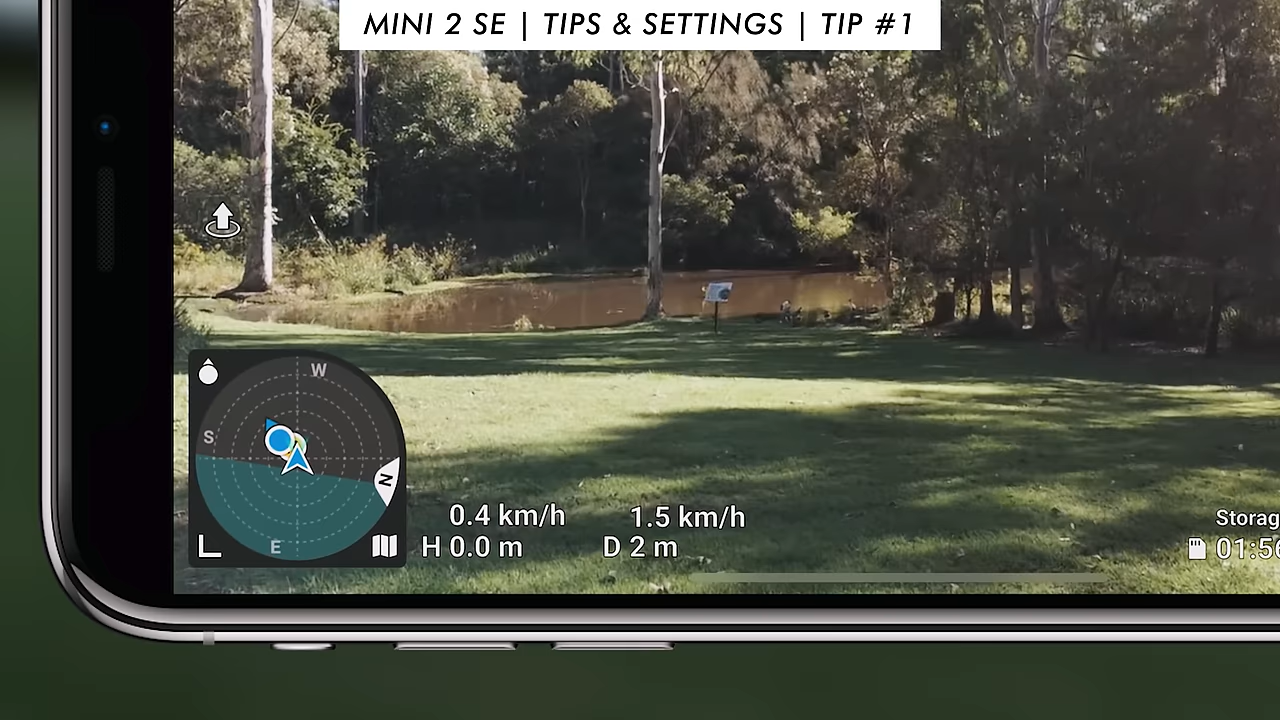 MINI 2 SE | TIPS & SETTINGS | TIP #1
W
S
N
E
0.4 km/h 1.5 km/h
H 0.0 m D 2 m
Storag
01:56